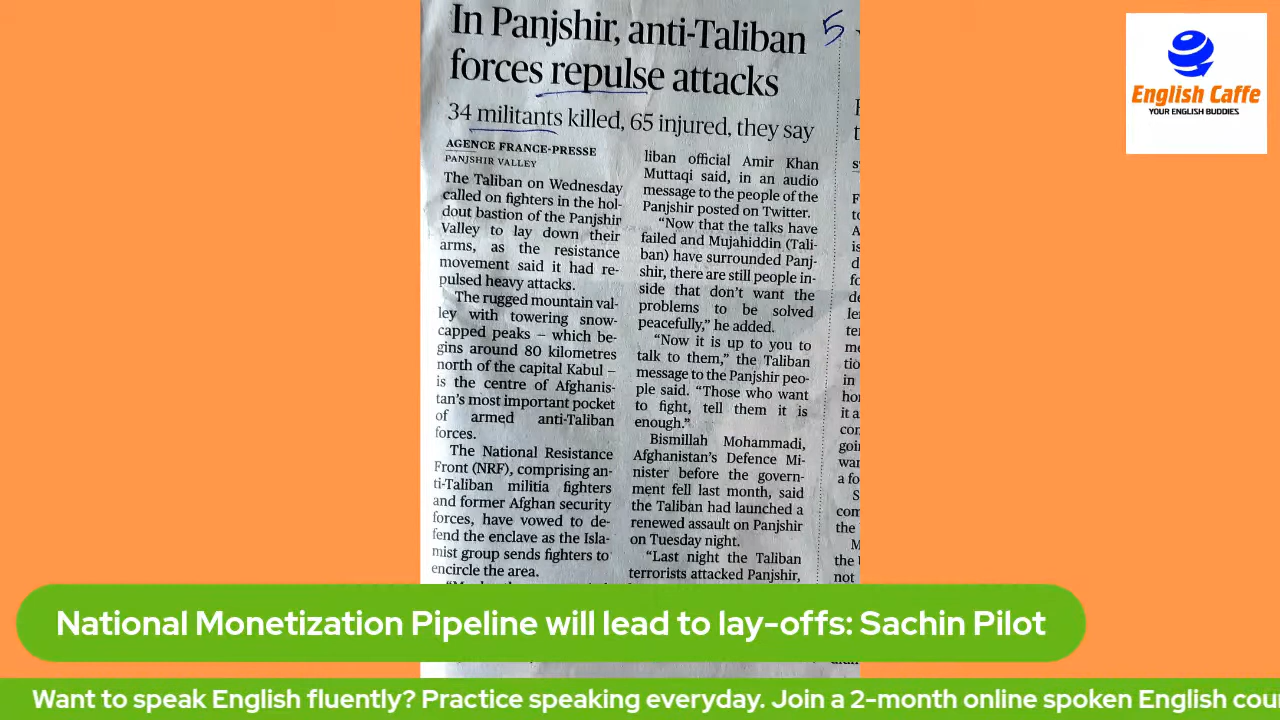 In Panjshir, anti-Taliban
forces repulse attacks
5
34 militants killed, 65 injured, they say
AGENCE FRANCE-PRESSE
PANJSHIR VALLEY
The Taliban on Wednesday
called on fighters in the hol-
dout bastion of the Panjshir
Valley to lay down their
arms, as the resistance
movement said it had re-
pulsed heavy attacks.
The rugged mountain val-
ley with towering snow-
capped peaks – which be-
gins around 80 kilometres
north of the capital Kabul –
is the centre of Afghanis-
tan's most important pocket
of armed anti-Taliban
forces.
The National Resistance
Front (NRF), comprising an-
ti-Taliban militia fighters
and former Afghan security
forces, have vowed to de-
fend the enclave as the Isla-
mist group sends fighters to
encircle the area.
liban official Amir Khan
Muttaqi said, in an audio
message to the people of the
Panjshir posted on Twitter.
“Now that the talks have
failed and Mujahiddin (Tali-
ban) have surrounded Panj-
shir, there are still people in-
side that don't want the
problems to be solved
peacefully,” he added.
“Now it is up to you to
talk to them,” the Taliban
message to the Panjshir peo-
ple said. “Those who want
to fight, tell them it is
enough.”
Bismillah Mohammadi,
Afghanistan's Defence Mi-
nister before the govern-
ment fell last month, said
the Taliban had launched a
renewed assault on Panjshir
on Tuesday night.
“Last night the Taliban
terrorists attacked Panjshir,
English Caffe
YOUR ENGLISH BUDDIES
National Monetization Pipeline will lead to lay-offs: Sachin Pilot
Want to speak English fluently? Practice speaking everyday. Join a 2-month online spoken English cou